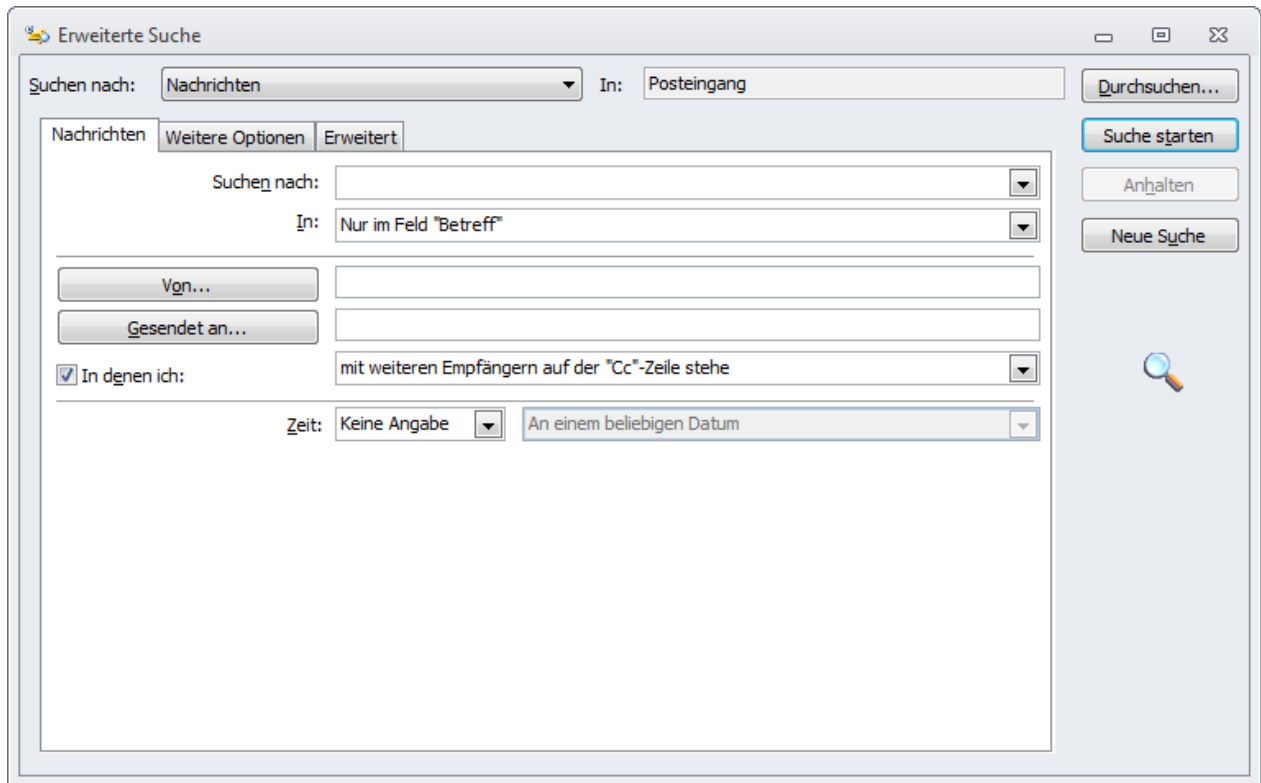 Erweiterte Suche
Suchen nach: Nachrichten In: Posteingang Durchsuchen...
Nachrichten Weitere Optionen Erweitert Suche starten
Suchen nach: Anhalten
In: Nur im Feld "Betreff" Neue Suche
Von...
Gesendet an...
In denen ich: mit weiteren Empfängern auf der "Cc"-Zeile stehe
Zeit: Keine Angabe An einem beliebigen Datum